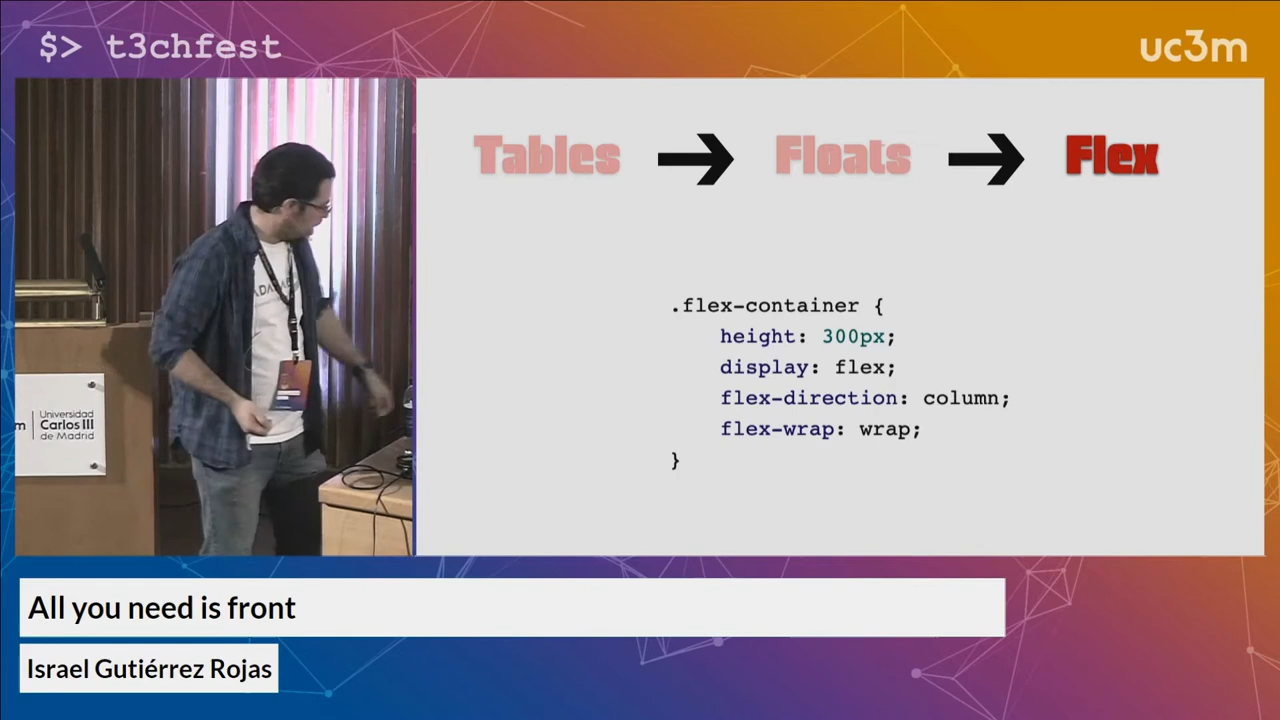 $> t3chfest
uc3m
Tables → Floats → Flex
.flex-container {
height: 300px;
display: flex;
flex-direction: column;
flex-wrap: wrap;
}
m
Universidad
Carlos III
de Madrid
All you need is front
Israel Gutiérrez Rojas